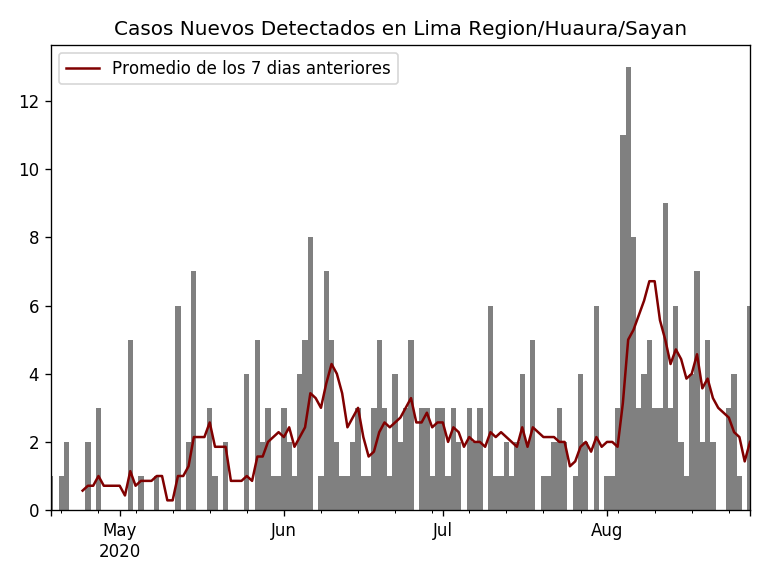 Casos Nuevos Detectados en Lima Region/Huaura/Sayan
Promedio de los 7 dias anteriores
12
10
8
6
4
2
0
May
2020
Jun
Jul
Aug